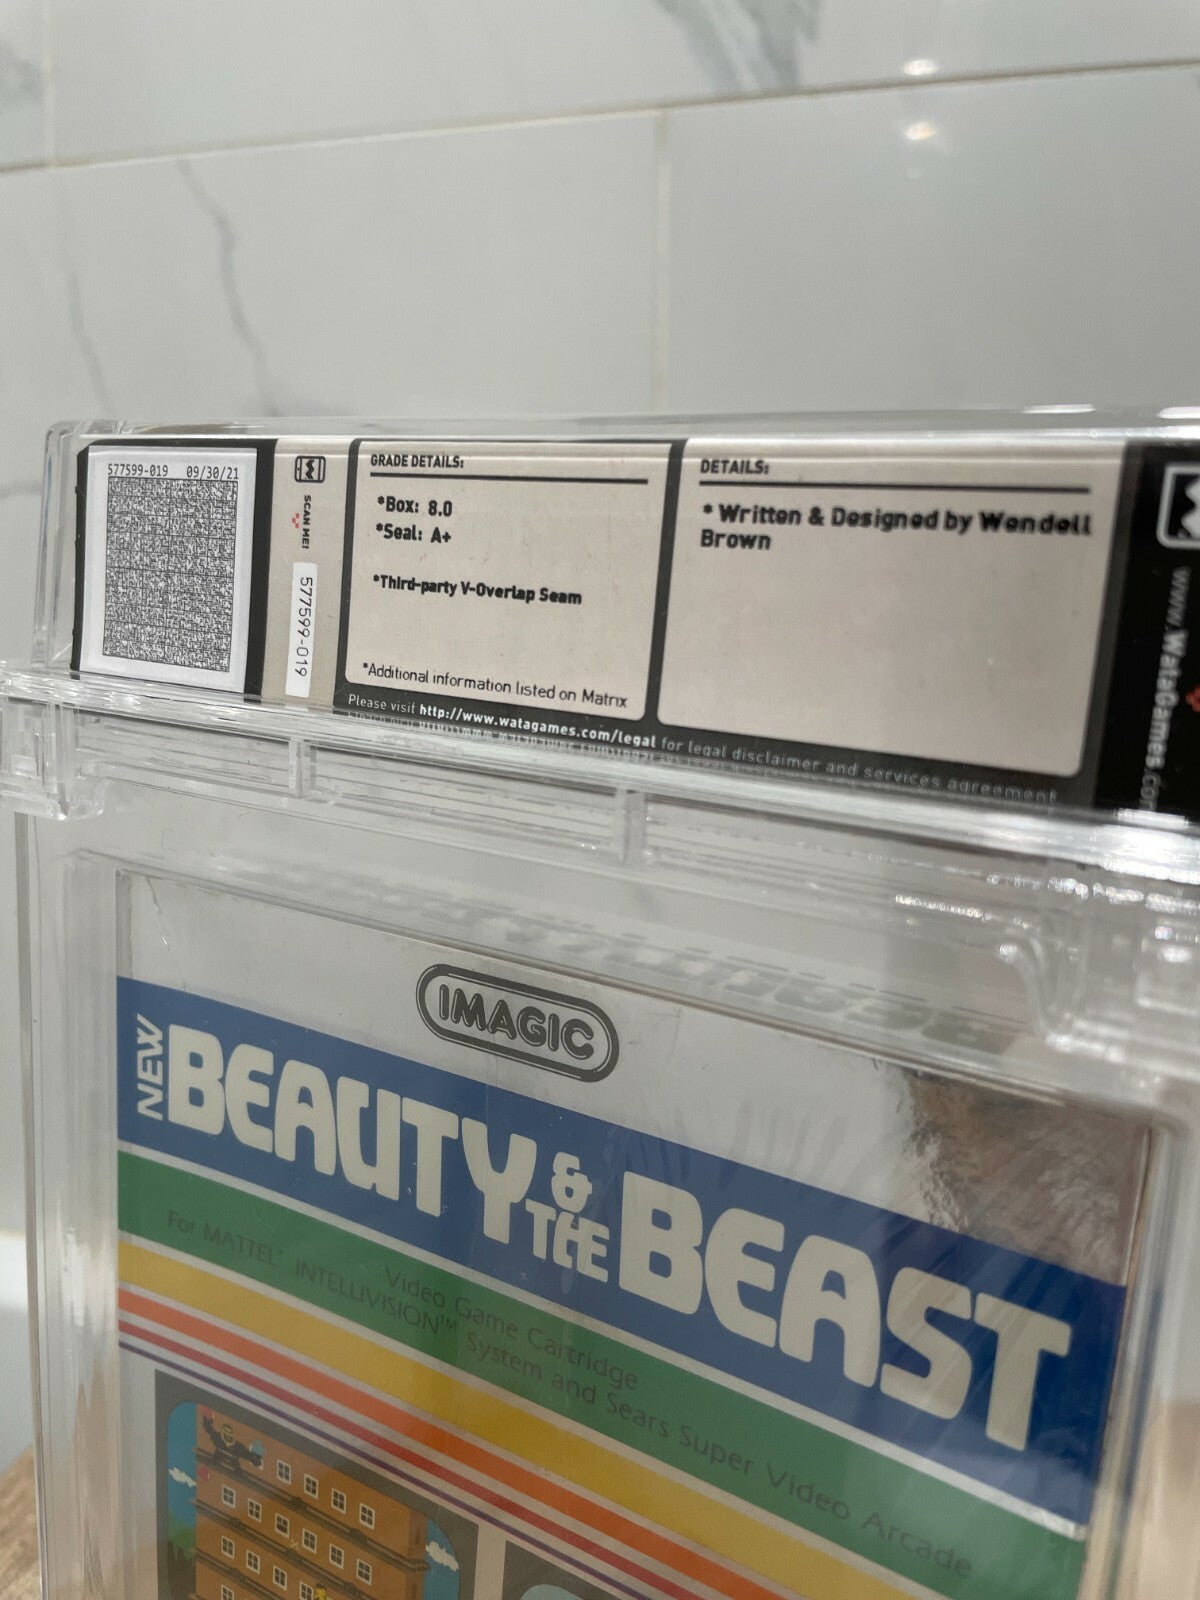 577599-019 09/30/21
SCAN ME!
577599-019
GRADE DETAILS:
*Box: 8.0
*Seal: A+
*Third-party V-Overlap Seam
*Additional information listed on Matrix
DETAILS:
* Written & Designed by Wendell
Brown
Please visit http://www.watagames.com/legal for legal disclaimer and services agreement
www.WataGames.com
IMAGIC
NEW
BEAUTY & THE BEAST
Video Game Cartridge
For MATTEL® INTELLIVISION™ System and Sears Super Video Arcade